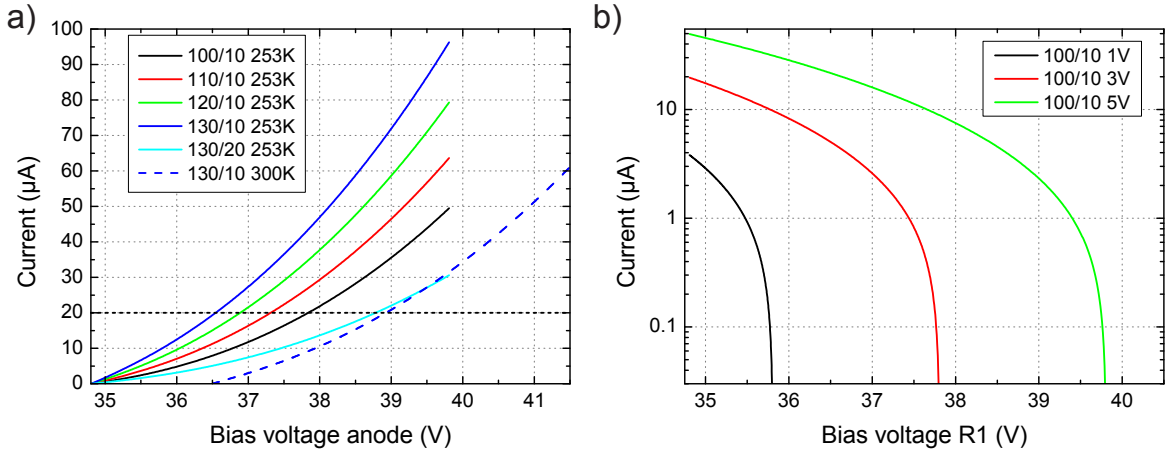 a)
100
90
80
70
60
50
40
30
20
10
0
Current (µA)
100/10 253K
110/10 253K
120/10 253K
130/10 253K
130/20 253K
130/10 300K
35 36 37 38 39 40 41
Bias voltage anode (V)
b)
10
1
0.1
Current (µA)
100/10 1V
100/10 3V
100/10 5V
35 36 37 38 39 40
Bias voltage R1 (V)